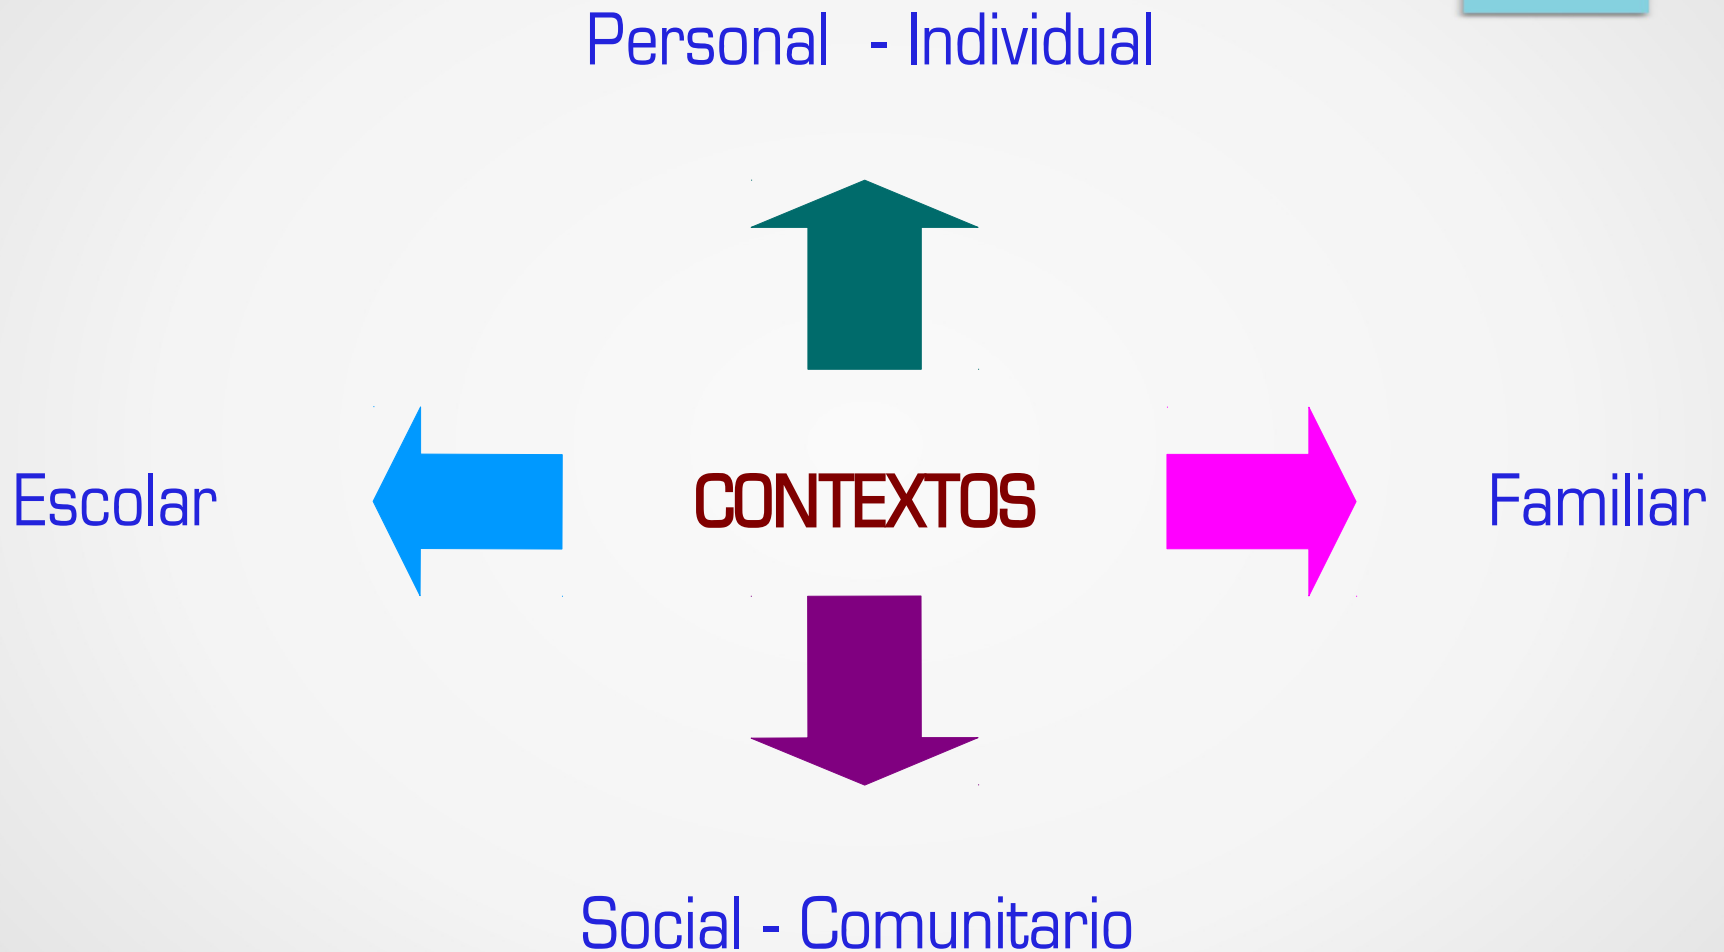 Personal - Individual
Escolar
CONTEXTOS
Familiar
Social - Comunitario